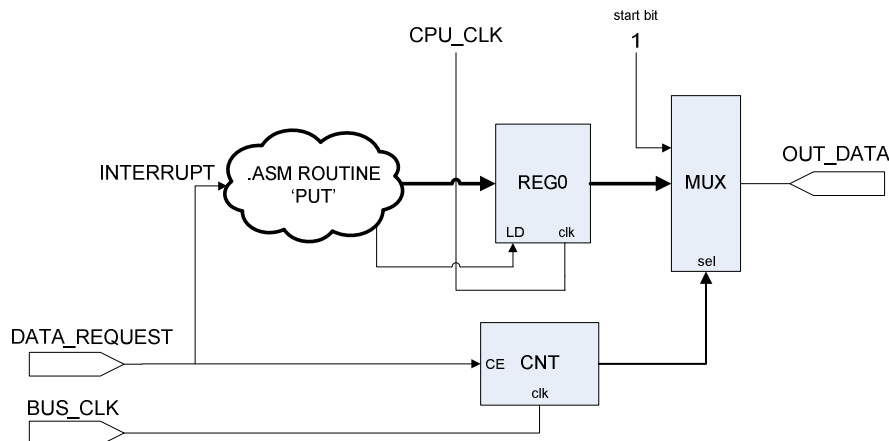 start bit
CPU_CLK
1
OUT_DATA
INTERRUPT
.ASM ROUTINE
'PUT'
REG0
MUX
LD
clk
sel
DATA_REQUEST
CE
CNT
clk
BUS_CLK